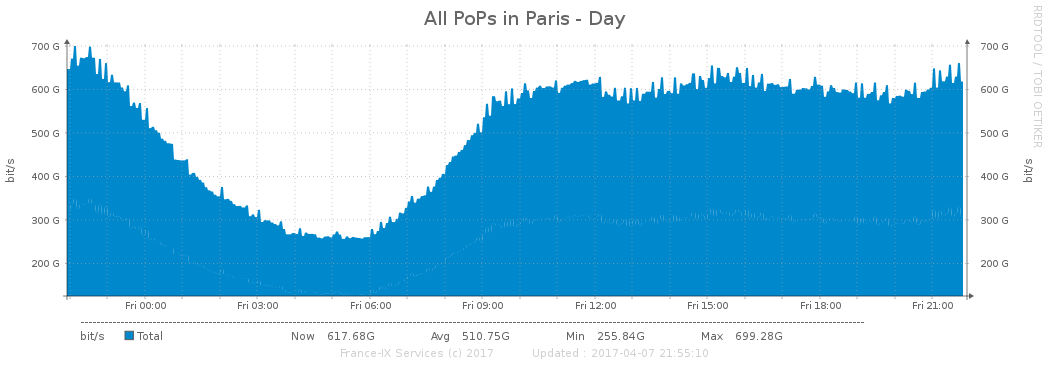 All PoPs in Paris - Day
RRDTOOL / TOBI OETIKER
bit/s
700 G 700 G
600 G 600 G
500 G 500 G
400 G 400 G
300 G 300 G
200 G 200 G
bit/s
Fri 00:00 Fri 03:00 Fri 06:00 Fri 09:00 Fri 12:00 Fri 15:00 Fri 18:00 Fri 21:00
bit/s Total Now 617.68G Avg 510.75G Min 255.84G Max 699.28G
France-IX Services (c) 2017 Updated : 2017-04-07 21:55:10